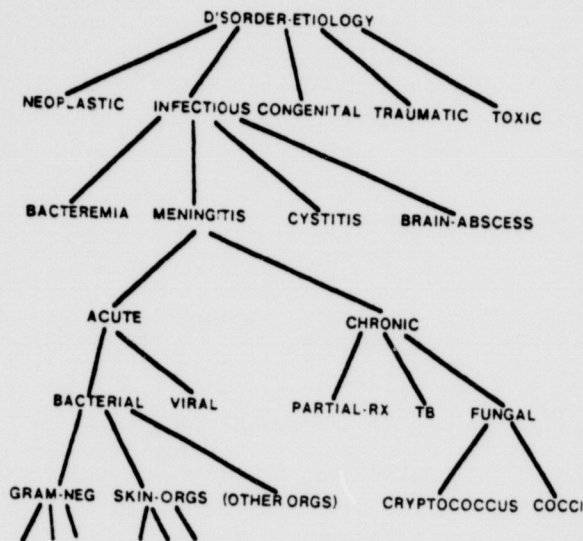 D'SORDER-ETIOLOGY
NEOPLASTIC INFECTIOUS CONGENITAL TRAUMATIC TOXIC
BACTEREMIA MENINGITIS CYSTITIS BRAIN-ABSCESS
ACUTE CHRONIC
BACTERIAL VIRAL PARTIAL-RX TB FUNGAL
GRAM-NEG SKIN-ORGS (OTHER ORGS) CRYPTOCOCCUS COCCI